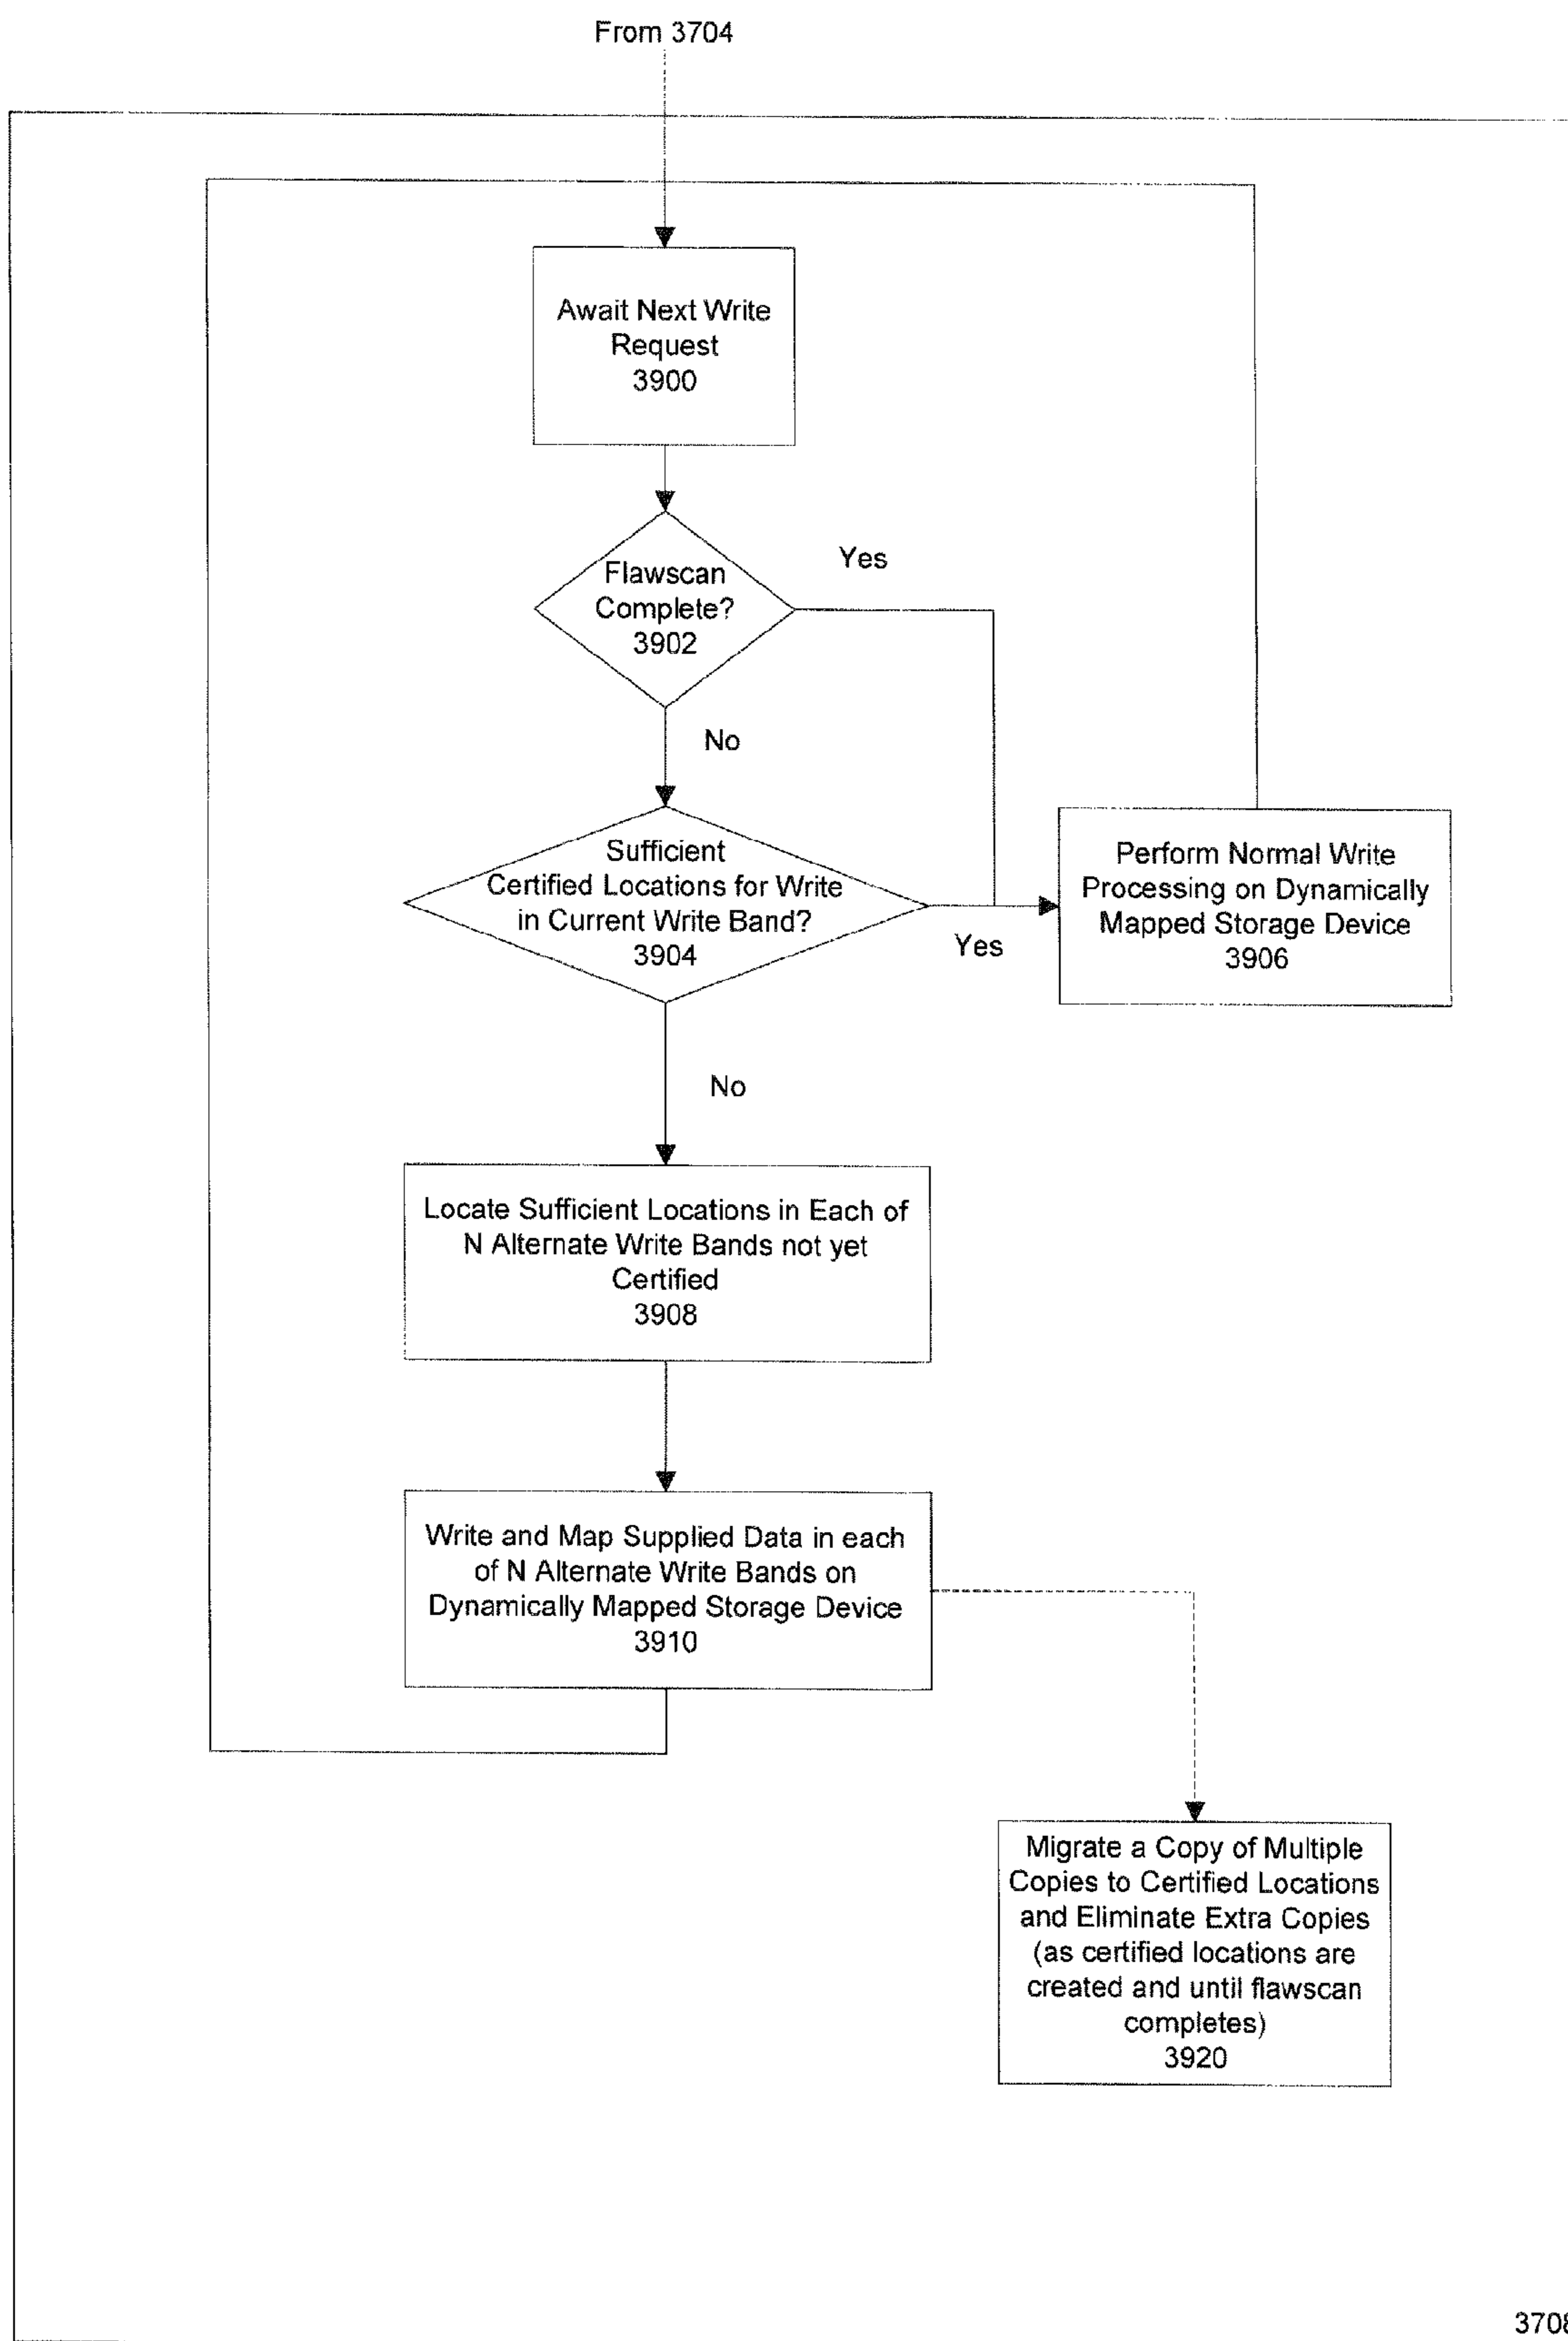 From 3704
Await Next Write
Request
3900
Flawscan
Complete?
3902
Yes
No
Sufficient
Certified Locations for Write
in Current Write Band?
3904
Yes
Perform Normal Write
Processing on Dynamically
Mapped Storage Device
3906
No
Locate Sufficient Locations in Each of
N Alternate Write Bands not yet
Certified
3908
Write and Map Supplied Data in each
of N Alternate Write Bands on
Dynamically Mapped Storage Device
3910
Migrate a Copy of Multiple
Copies to Certified Locations
and Eliminate Extra Copies
(as certified locations are
created and until flawscan
completes)
3920
3708